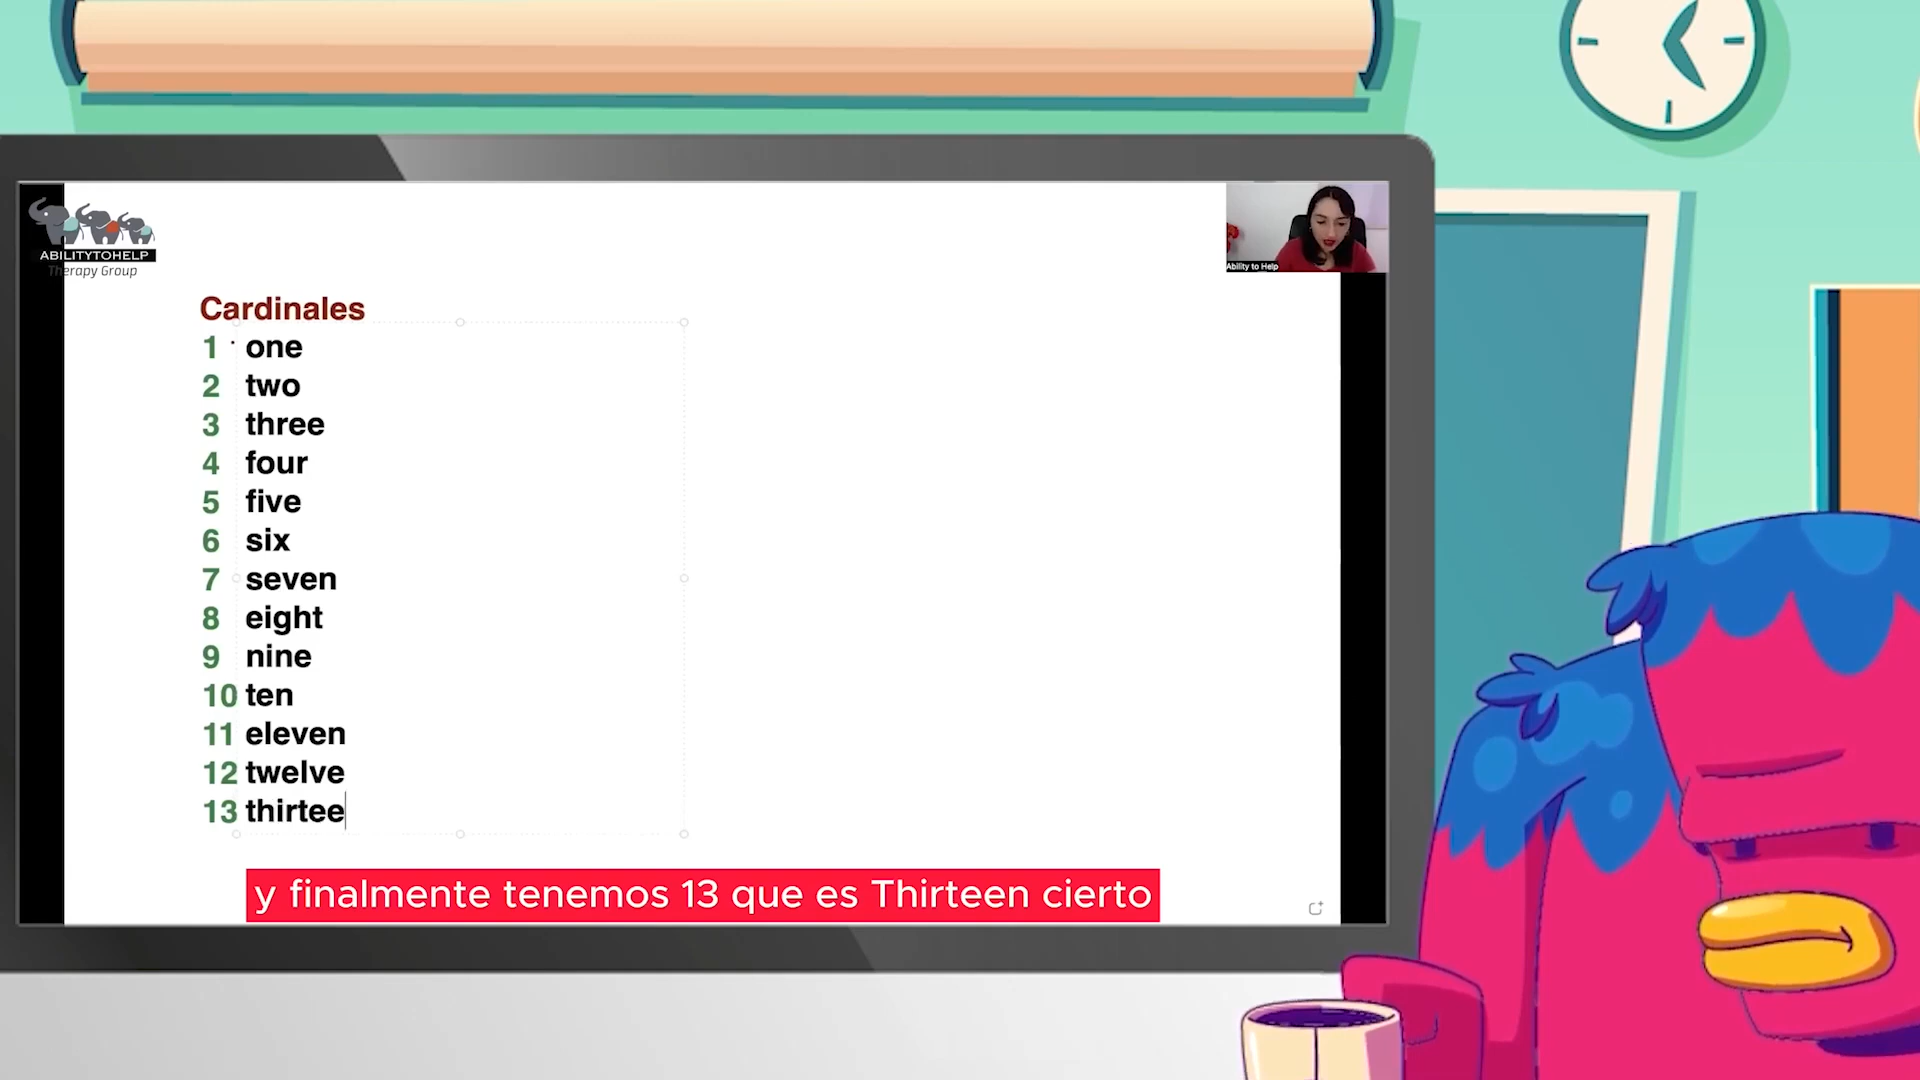 ABILITYTOHELP
Therapy Group
Ability to Help
Cardinales
1 one
2 two
3 three
4 four
5 five
6 six
7 seven
8 eight
9 nine
10 ten
11 eleven
12 twelve
13 thirtee
y finalmente tenemos 13 que es Thirteen cierto